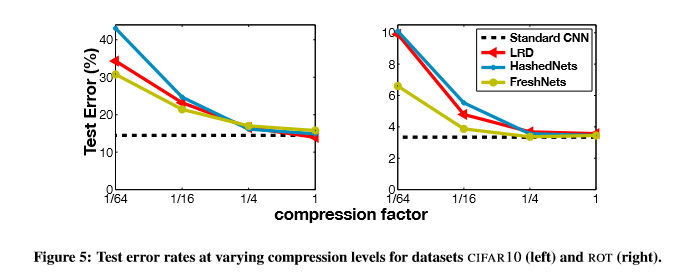 Test Error (%)
40
30
20
10
0
1/64
1/16
1/4
1
10
8
6
4
2
0
1/64
1/16
1/4
1
Standard CNN
LRD
HashedNets
FreshNets
compression factor
Figure 5: Test error rates at varying compression levels for datasets CIFAR10 (left) and ROT (right).